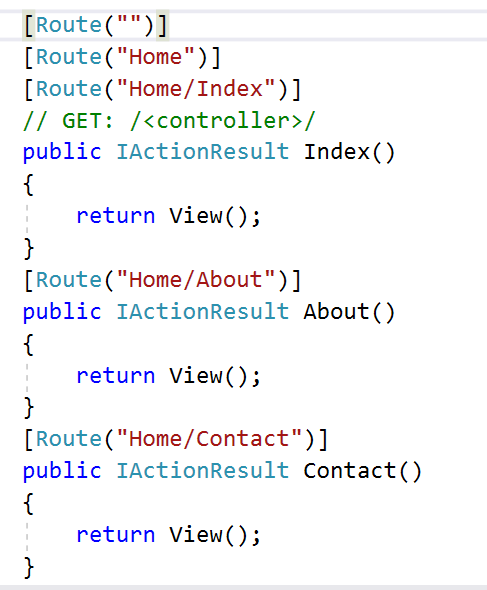 [Route("")]
[Route("Home")]
[Route("Home/Index")]
// GET: /<controller>/
public IActionResult Index()
{
    return View();
}
[Route("Home/About")]
public IActionResult About()
{
    return View();
}
[Route("Home/Contact")]
public IActionResult Contact()
{
    return View();
}